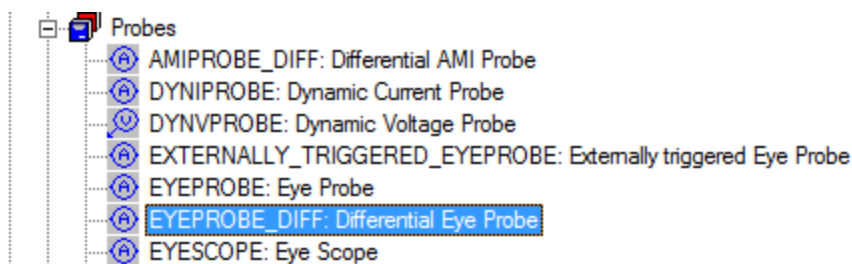 Probes
AMIPROBE_DIFF: Differential AMI Probe
DYNIPROBE: Dynamic Current Probe
DYNVPROBE: Dynamic Voltage Probe
EXTERNALLY_TRIGGERED_EYEPROBE: Externally triggered Eye Probe
EYEPROBE: Eye Probe
EYEPROBE_DIFF: Differential Eye Probe
EYESCOPE: Eye Scope